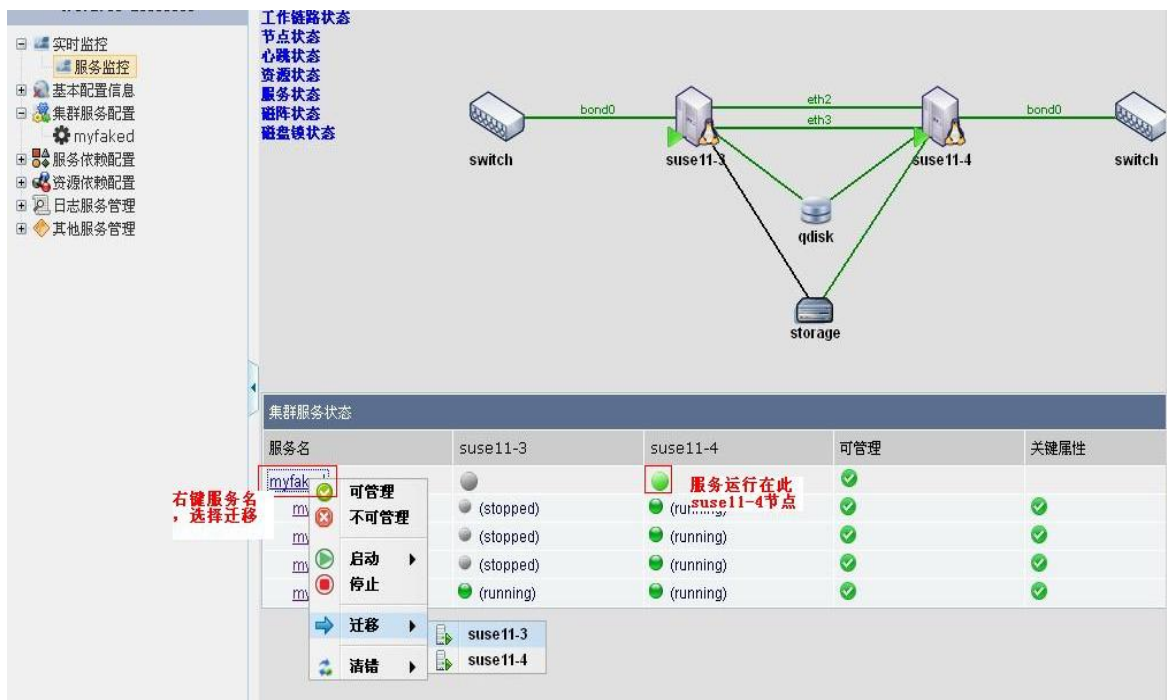 实时监控
服务监控
基本配置信息
集群服务配置
myfaked
服务依赖配置
资源依赖配置
日志服务管理
其他服务管理
工作链路状态
节点状态
心跳状态
资源状态
服务状态
磁阵状态
磁盘镜状态
bond0
eth2
eth3
bond0
switch
suse11-3
suse11-4
switch
qdisk
storage
集群服务状态
服务名
suse11-3
suse11-4
可管理
关键属性
myfak
右键服务名
，选择迁移
服务运行在此
suse11-4节点
(stopped)
(running)
(stopped)
(running)
(stopped)
(running)
(running)
(running)
可管理
不可管理
启动
停止
迁移
清错
suse11-3
suse11-4